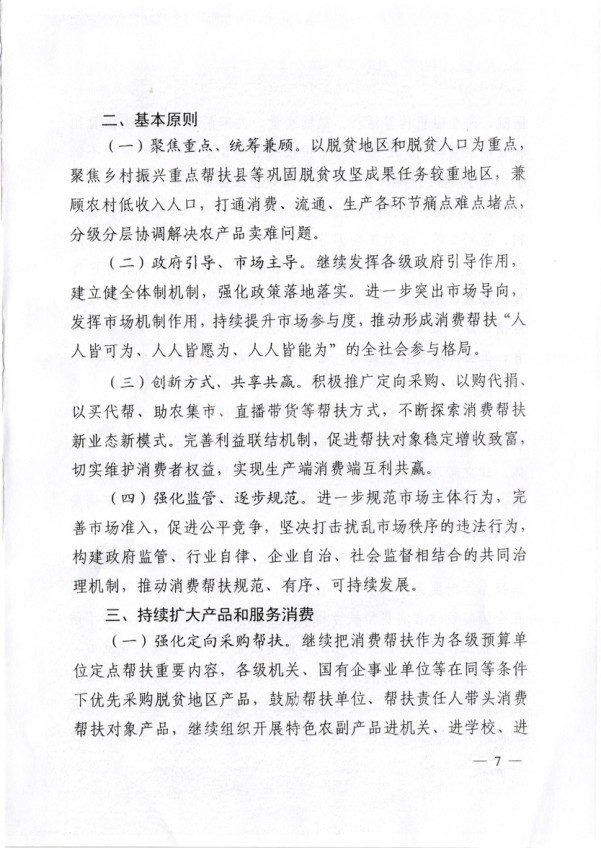 二、基本原则
（一）聚焦重点、统筹兼顾。以脱贫地区和脱贫人口为重点，
聚焦乡村振兴重点帮扶县等巩固脱贫攻坚成果任务较重地区，兼
顾农村低收入人口，打通消费、流通、生产各环节痛点难点堵点，
分级分层协调解决农产品卖难问题。
（二）政府引导、市场主导。继续发挥各级政府引导作用，
建立健全体制机制，强化政策落地落实。进一步突出市场导向，
发挥市场机制作用，持续提升市场参与度，推动形成消费帮扶“人
人皆可为、人人皆愿为、人人皆能为”的全社会参与格局。
（三）创新方式、共享共赢。积极推广定向采购、以购代捐、
以买代帮、助农集市、直播带货等帮扶方式，不断探索消费帮扶
新业态新模式。完善利益联结机制，促进帮扶对象稳定增收致富，
切实维护消费者权益，实现生产端消费端互利共赢。
（四）强化监管、逐步规范。进一步规范市场主体行为，完
善市场准入，促进公平竞争，坚决打击扰乱市场秩序的违法行为，
构建政府监管、行业自律、企业自治、社会监督相结合的共同治
理机制，推动消费帮扶规范、有序、可持续发展。
三、持续扩大产品和服务消费
（一）强化定向采购帮扶。继续把消费帮扶作为各级预算单
位定点帮扶重要内容，各级机关、国有企事业单位等在同等条件
下优先采购脱贫地区产品，鼓励帮扶单位、帮扶责任人带头消费
帮扶对象产品，继续组织开展特色农副产品进机关、进学校、进
— 7 —